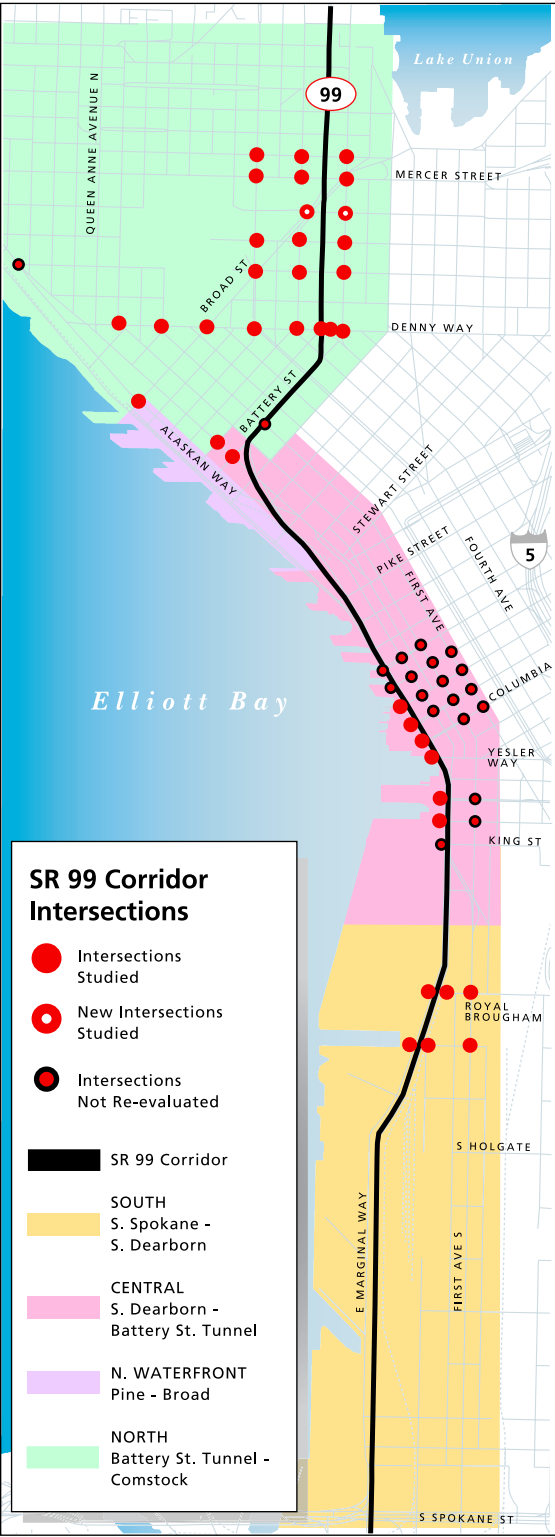 Lake Union
99
QUEEN ANNE AVENUE N
MERCER STREET
BROAD ST
DENNY WAY
BATTERY ST
ALASKAN WAY
STEWART STREET
PIKE STREET
FIRST AVE
FOURTH AVE
5
COLUMBIA
Elliott Bay
YESLER
WAY
KING ST
SR 99 Corridor
Intersections
Intersections
Studied
New Intersections
Studied
Intersections
Not Re-evaluated
SR 99 Corridor
SOUTH
S. Spokane -
S. Dearborn
CENTRAL
S. Dearborn -
Battery St. Tunnel
N. WATERFRONT
Pine - Broad
NORTH
Battery St. Tunnel -
Comstock
ROYAL
BROUGHAM
S HOLGATE
E MARGINAL WAY
FIRST AVE S
S SPOKANE ST